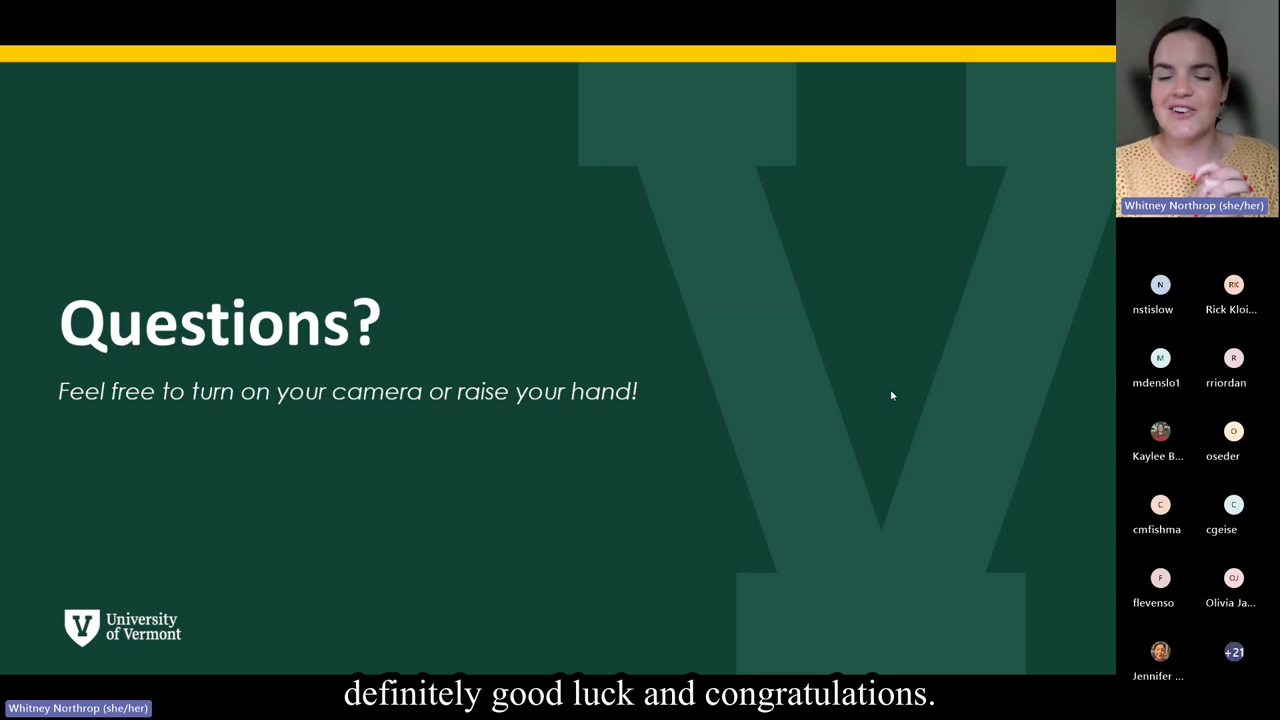 Questions?
Feel free to turn on your camera or raise your hand!
University
of Vermont
Whitney Northrop (she/her)
N
RK
nstislow
Rick Kloi...
M
R
mdenslo1
rriordan
O
Kaylee B...
oseder
C
C
cmfishma
cgeise
F
OJ
flevenso
Olivia Ja...
+21
Jennifer ...
definitely good luck and congratulations.
Whitney Northrop (she/her)